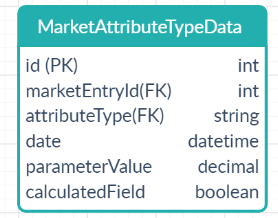 MarketAttributeTypeData
id (PK) int
marketEntryId(FK) int
attributeType(FK) string
date datetime
parameterValue decimal
calculatedField boolean